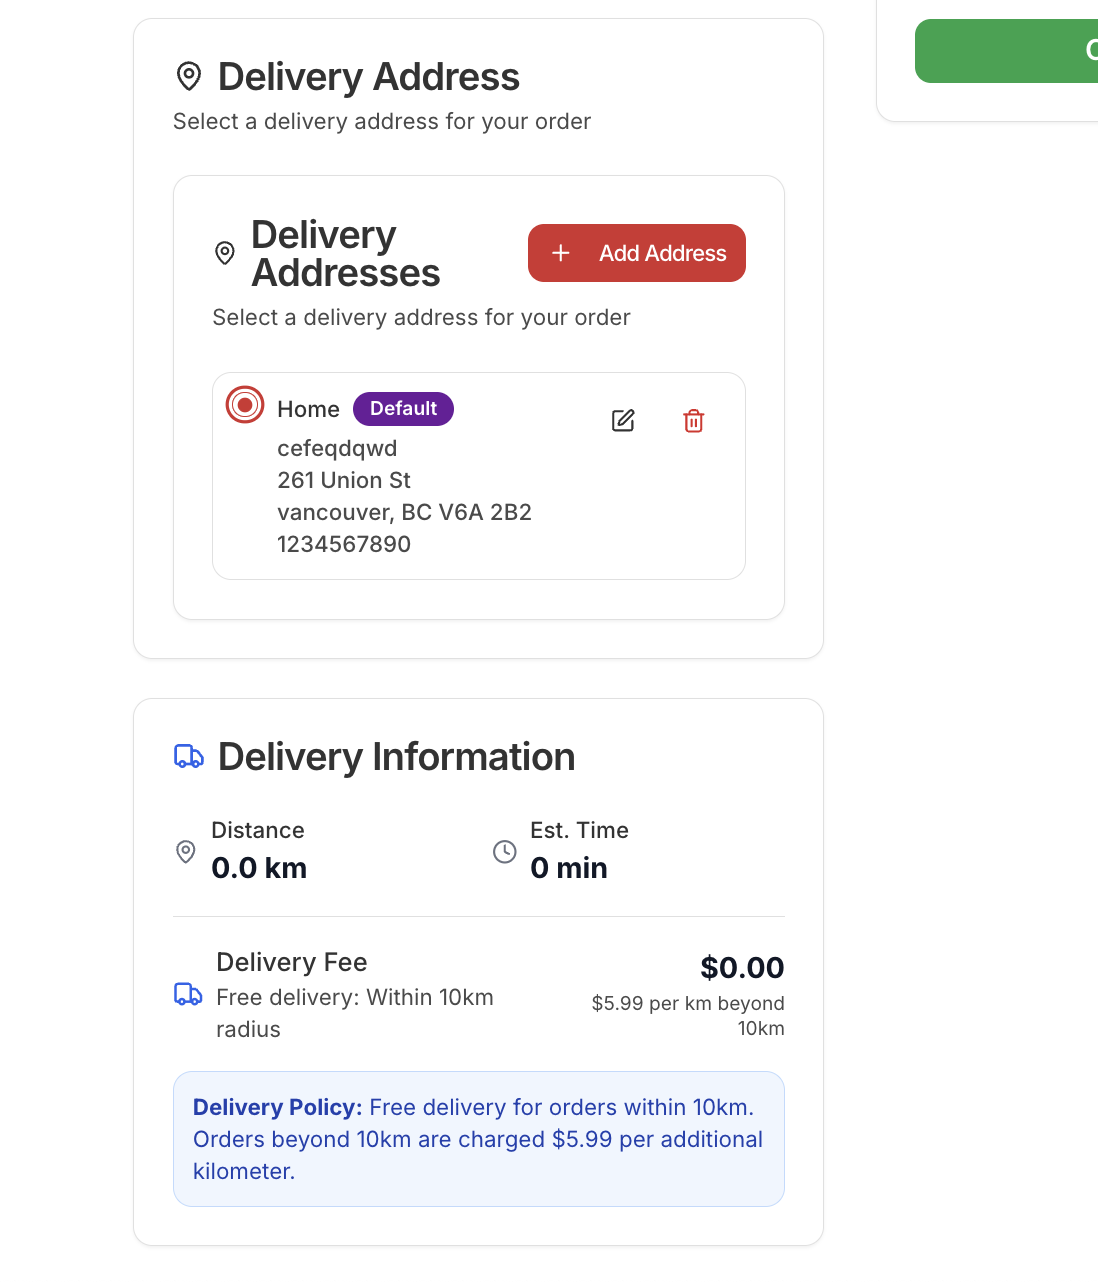 Delivery Address
Select a delivery address for your order
Delivery
Addresses
Add Address
Select a delivery address for your order
Home
Default
cefeqdqwd
261 Union St
vancouver, BC V6A 2B2
1234567890
Delivery Information
Distance
0.0 km
Est. Time
0 min
Delivery Fee
Free delivery: Within 10km
radius
$0.00
$5.99 per km beyond
10km
Delivery Policy: Free delivery for orders within 10km.
Orders beyond 10km are charged $5.99 per additional
kilometer.